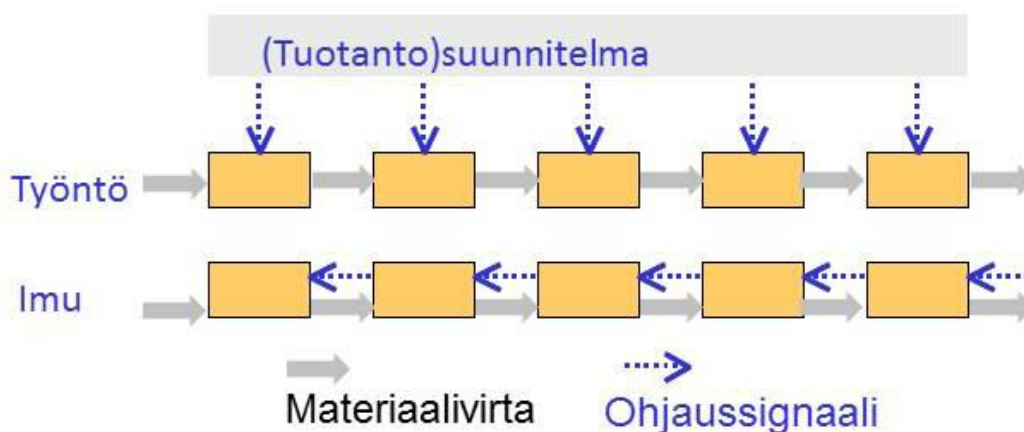 (Tuotanto)suunnitelma
Työntö
Imu
Materiaalivirta
Ohjaussignaali